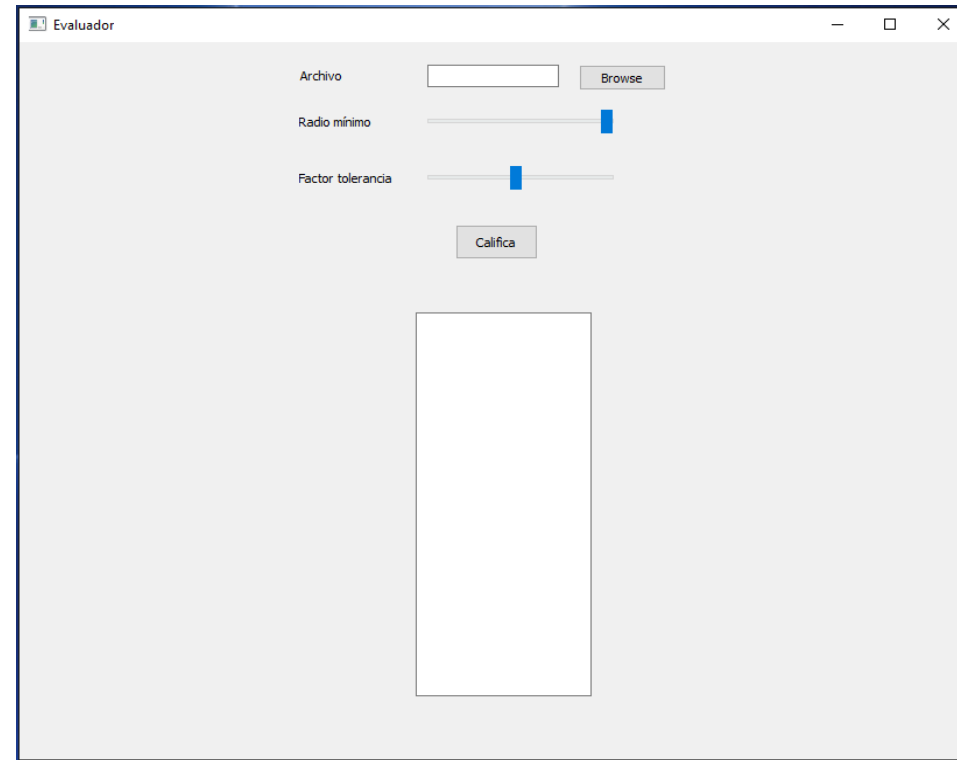 Evaluador
Archivo Browse
Radio mínimo
Factor tolerancia
Califica